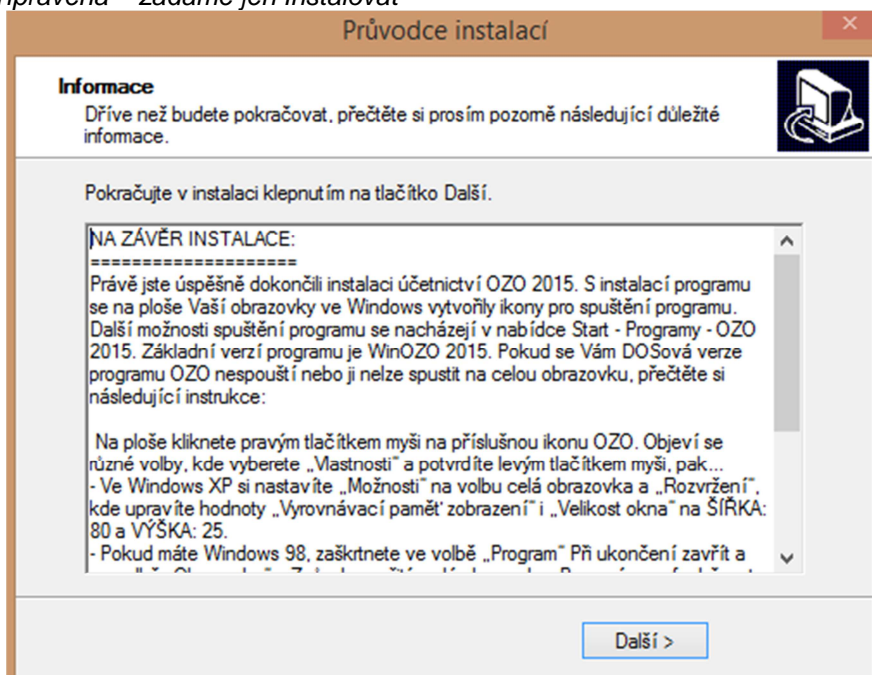 připravena – zadáme jen Instalovat
Průvodce instalací
Informace
Dříve než budete pokračovat, přečtěte si prosím pozorně následující důležité
informace.
Pokračujte v instalaci klepnutím na tlačítko Další.
NA ZÁVĚR INSTALACE:
====================
Právě jste úspěšně dokončili instalaci účetnictví OZO 2015. S instalací programu
se na ploše Vaší obrazovky ve Windows vytvořily ikony pro spuštění programu.
Další možnosti spuštění programu se nacházejí v nabídce Start - Programy - OZO
2015. Základní verzí programu je WinOZO 2015. Pokud se Vám DOSová verze
programu OZO nespouští nebo ji nelze spustit na celou obrazovku, přečtěte si
následující instrukce:
Na ploše kliknete pravým tlačítkem myši na příslušnou ikonu OZO. Objeví se
různé volby, kde vyberete „Vlastnosti" a potvrdíte levým tlačítkem myši, pak...
- Ve Windows XP si nastavíte „Možnosti" na volbu celá obrazovka a „Rozvržení",
kde upravíte hodnoty „Vyrovnávací paměť zobrazení" i „Velikost okna" na ŠÍŘKA:
80 a VÝŠKA: 25.
- Pokud máte Windows 98, zaškrtnete ve volbě „Program" Při ukončení zavřít a
Další >